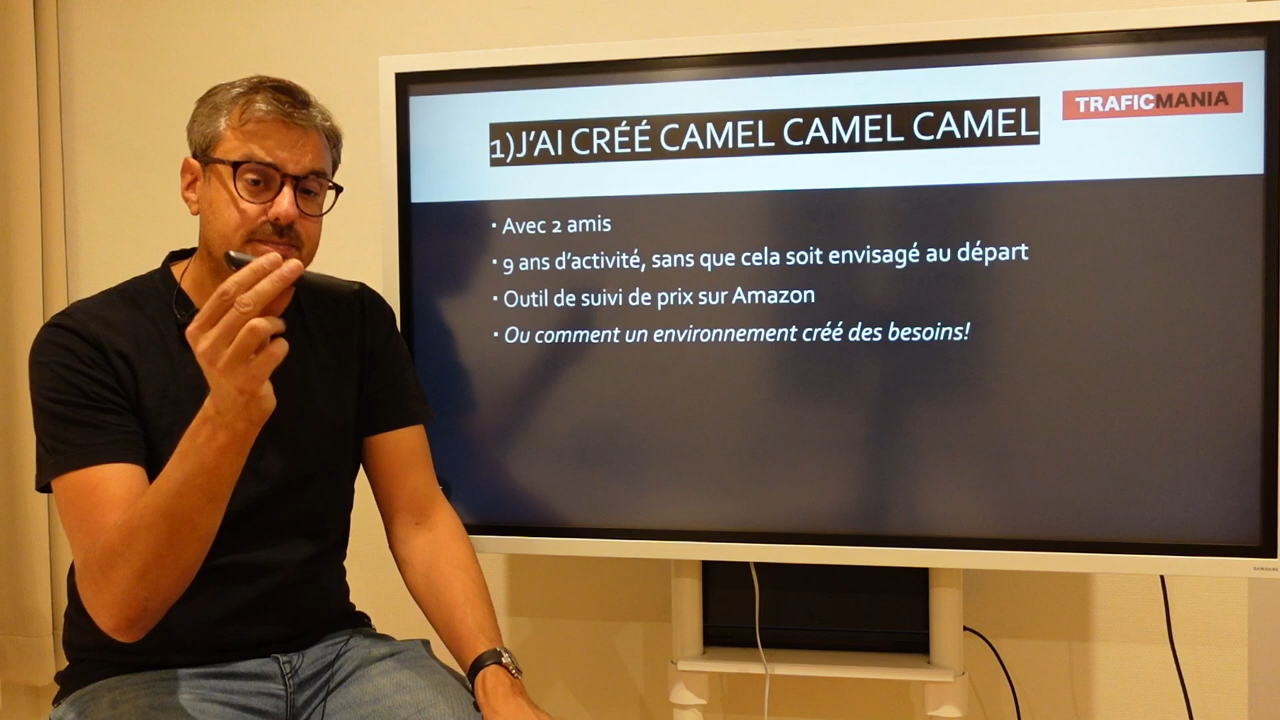 1)J'AI CRÉÉ CAMEL CAMEL CAMEL
TRAFICMANIA
▪ Avec 2 amis
▪ 9 ans d'activité, sans que cela soit envisagé au départ
▪ Outil de suivi de prix sur Amazon
▪ Ou comment un environnement créé des besoins!
SAMSUNG